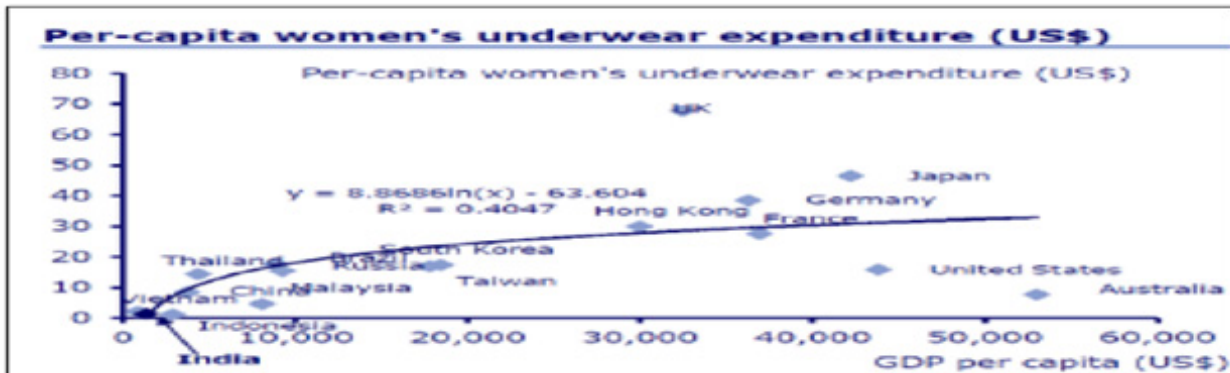 Per-capita women's underwear expenditure (US$)
Per-capita women's underwear expenditure (US$)
80
70
UK
60
50
Japan
40
y = 8.8686ln(x) - 63.604
Germany
R² = 0.4047
Hong Kong
30
France
20
South Korea
Thailand
Brazil
Russia
Taiwan
United States
10
China
Malaysia
Australia
Vietnam
0
Indonesia
0
10,000
20,000
30,000
40,000
50,000
60,000
India
GDP per capita (US$)